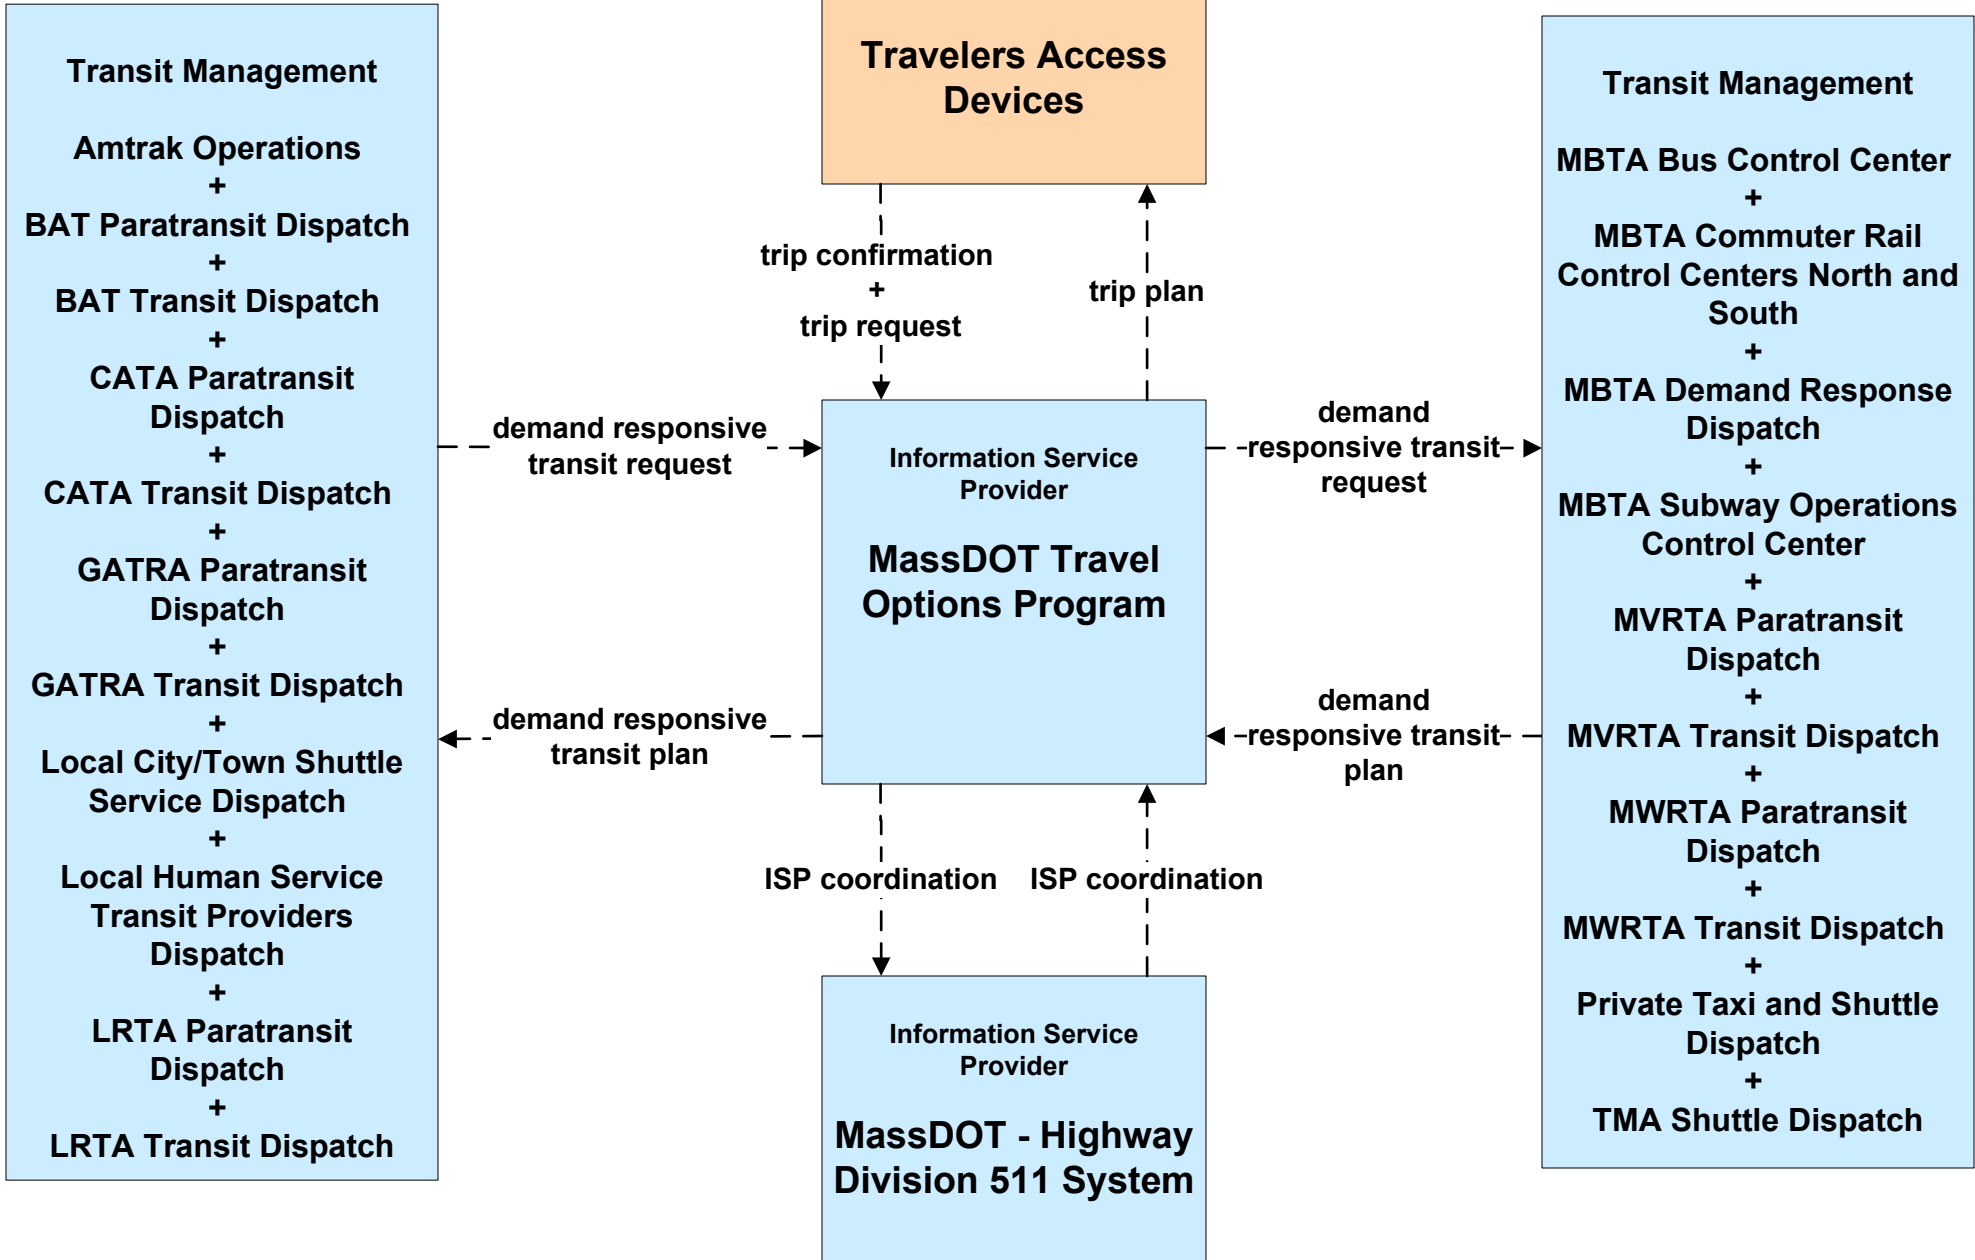 Transit Management
Amtrak Operations
+
BAT Paratransit Dispatch
+
BAT Transit Dispatch
+
CATA Paratransit
Dispatch
+
CATA Transit Dispatch
+
GATRA Paratransit
Dispatch
+
GATRA Transit Dispatch
+
Local City/Town Shuttle
Service Dispatch
+
Local Human Service
Transit Providers
Dispatch
+
LRTA Paratransit
Dispatch
+
LRTA Transit Dispatch
demand responsive
transit request
demand responsive
transit plan
Travelers Access
Devices
trip confirmation
+
trip request
trip plan
Information Service
Provider
MassDOT Travel
Options Program
ISP coordination
ISP coordination
Information Service
Provider
MassDOT - Highway
Division 511 System
demand
responsive transit
request
demand
responsive transit
plan
Transit Management
MBTA Bus Control Center
+
MBTA Commuter Rail
Control Centers North and
South
+
MBTA Demand Response
Dispatch
+
MBTA Subway Operations
Control Center
+
MVRTA Paratransit
Dispatch
+
MVRTA Transit Dispatch
+
MWRTA Paratransit
Dispatch
+
MWRTA Transit Dispatch
+
Private Taxi and Shuttle
Dispatch
+
TMA Shuttle Dispatch